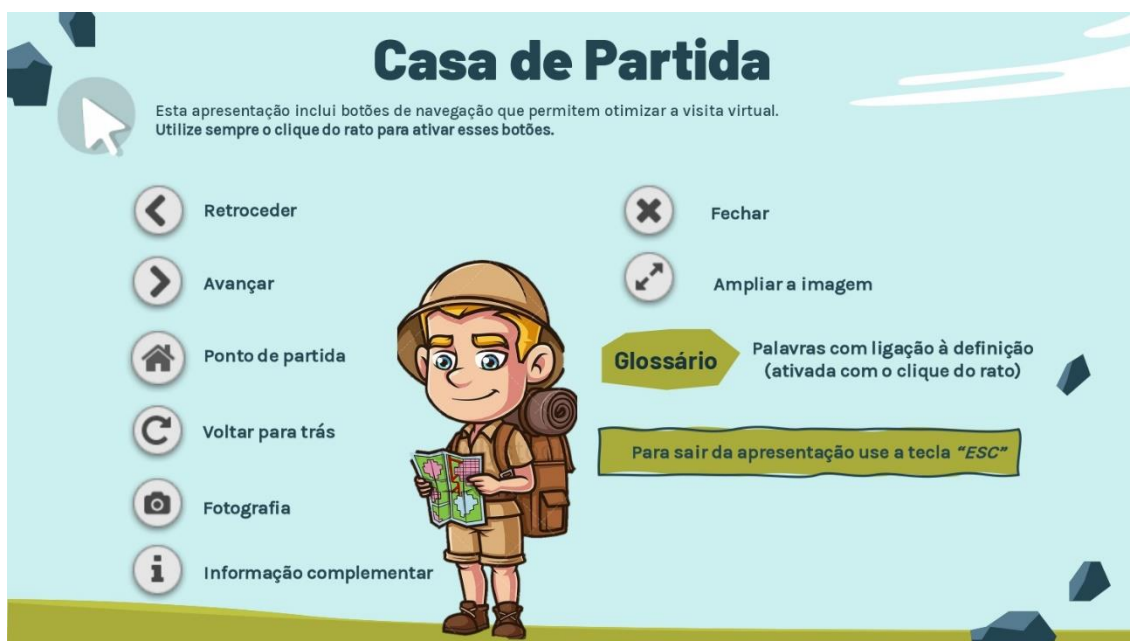 Casa de Partida
Esta apresentação inclui botões de navegação que permitem otimizar a visita virtual.
Utilize sempre o clique do rato para ativar esses botões.
Retroceder
Avançar
Ponto de partida
Voltar para trás
Fotografia
Informação complementar
Fechar
Ampliar a imagem
Glossário
Palavras com ligação à definição
(ativada com o clique do rato)
Para sair da apresentação use a tecla “ESC”